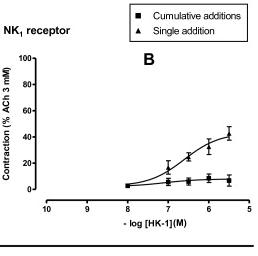 Cumulative additions
Single addition
NK1 receptor
B
100
80
60
40
20
0
Contraction (% ACh 3 mM)
10 9 8 7 6 5
- log [HK-1](M)